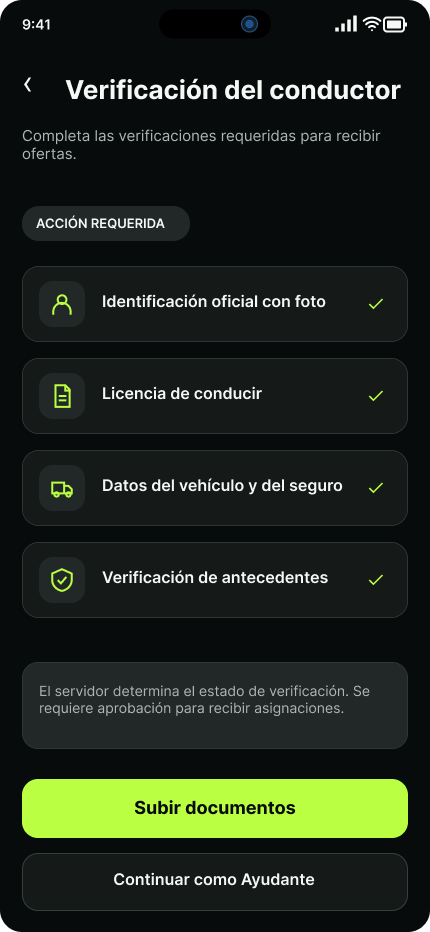 9:41
Verificación del conductor
Completa las verificaciones requeridas para recibir
ofertas.
ACCIÓN REQUERIDA
Identificación oficial con foto
Licencia de conducir
Datos del vehículo y del seguro
Verificación de antecedentes
El servidor determina el estado de verificación. Se
requiere aprobación para recibir asignaciones.
Subir documentos
Continuar como Ayudante